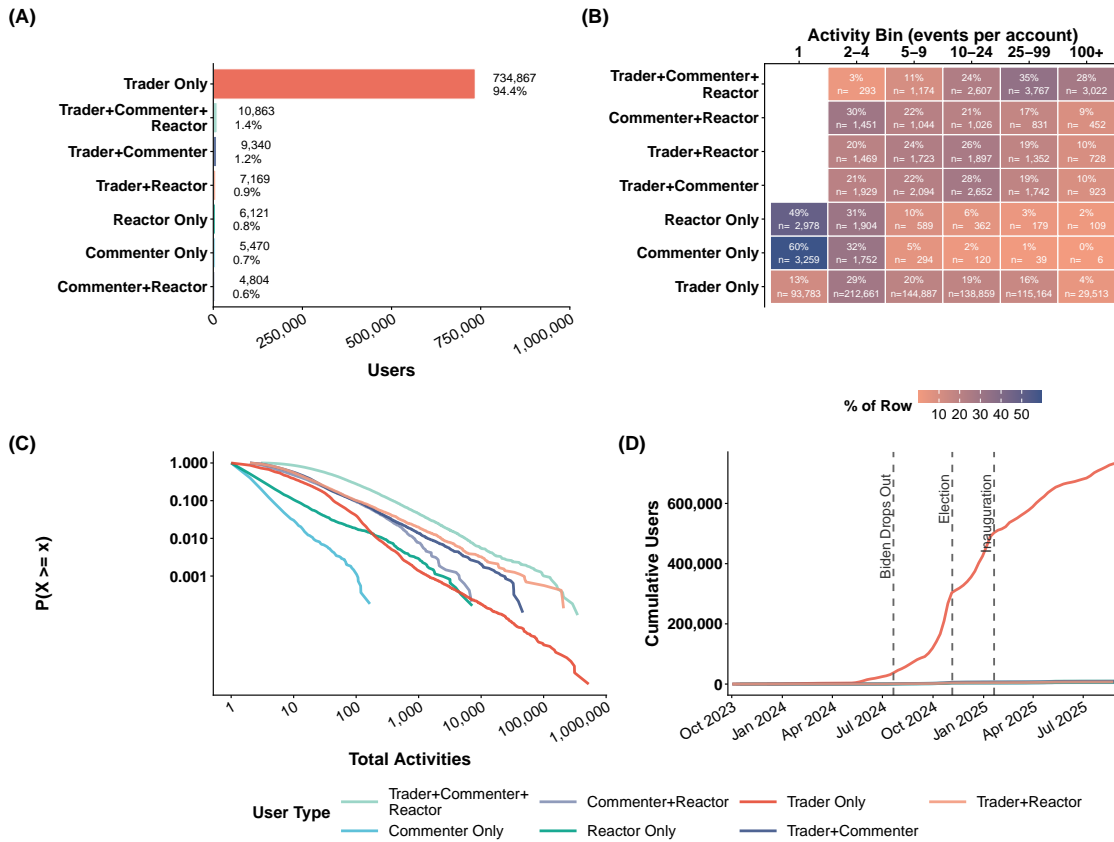 (A)
Trader Only
734,867
94.4%
Trader+Commenter+
Reactor
10,863
1.4%
Trader+Commenter
9,340
1.2%
Trader+Reactor
7,169
0.9%
Reactor Only
6,121
0.8%
Commenter Only
5,470
0.7%
Commenter+Reactor
4,804
0.6%
0
250,000
500,000
750,000
1,000,000
Users
(B)
Activity Bin (events per account)
1 2−4 5−9 10−24 25−99 100+
Trader+Commenter+
Reactor
3% 11% 24% 35% 28%
n= 293 n= 1,174 n= 2,607 n= 3,767 n= 3,022
Commenter+Reactor
30% 22% 21% 17% 9%
n= 1,451 n= 1,044 n= 1,026 n= 831 n= 452
Trader+Reactor
20% 24% 26% 19% 10%
n= 1,469 n= 1,723 n= 1,897 n= 1,352 n= 728
Trader+Commenter
21% 22% 28% 19% 10%
n= 1,929 n= 2,094 n= 2,652 n= 1,742 n= 923
Reactor Only
49% 31% 10% 6% 3% 2%
n= 2,978 n= 1,904 n= 589 n= 362 n= 179 n= 109
Commenter Only
60% 32% 5% 2% 1% 0%
n= 3,259 n= 1,752 n= 294 n= 120 n= 39 n= 6
Trader Only
13% 29% 20% 19% 16% 4%
n= 93,783 n=212,661 n=144,887 n=138,859 n=115,164 n= 29,513
% of Row
10 20 30 40 50
(C)
P(X >= x)
1.000
0.100
0.010
0.001
1
10
100
1,000
10,000
100,000
1,000,000
Total Activities
(D)
Cumulative Users
600,000
400,000
200,000
0
Biden Drops Out
Election
Inauguration
Oct 2023
Jan 2024
Apr 2024
Jul 2024
Oct 2024
Jan 2025
Apr 2025
Jul 2025
User Type
Trader+Commenter+
Reactor
Commenter+Reactor
Trader Only
Trader+Reactor
Commenter Only
Reactor Only
Trader+Commenter